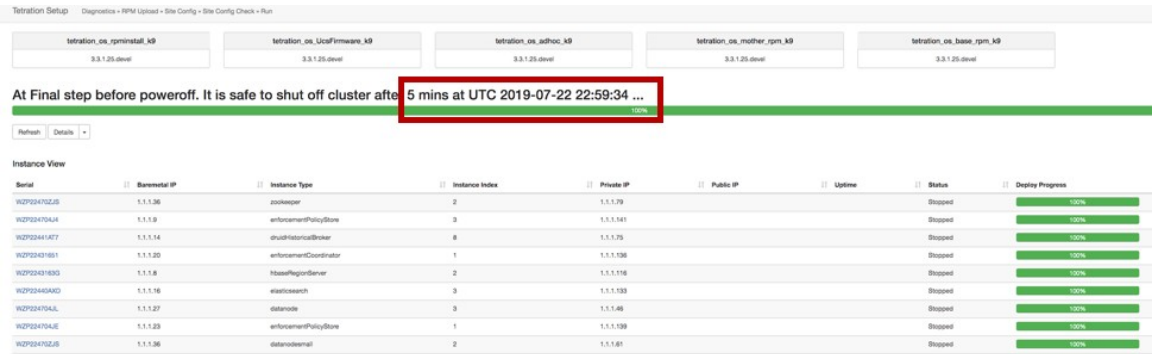 Tetration Setup Diagnostics » RPM Upload » Site Config » Site Config Check » Run
tetration_os_rpminstall_k9 tetration_os_UcsFirmware_k9 tetration_os_adhoc_k9 tetration_os_mother_rpm_k9 tetration_os_base_rpm_k9
3.3.1.25.devel 3.3.1.25.devel 3.3.1.25.devel 3.3.1.25.devel 3.3.1.25.devel
At Final step before poweroff. It is safe to shut off cluster after 5 mins at UTC 2019-07-22 22:59:34 ...
100%
Refresh Details
Instance View
Serial Baremetal IP Instance Type Instance Index Private IP Public IP Uptime Status Deploy Progress
WZP22470ZJS 1.1.1.36 zookeeper 2 1.1.1.79 Stopped 100%
WZP224704J4 1.1.1.9 enforcementPolicyStore 3 1.1.1.141 Stopped 100%
WZP22441AT7 1.1.1.14 druidHistoricalBroker 8 1.1.1.75 Stopped 100%
WZP22431651 1.1.1.20 enforcementCoordinator 1 1.1.1.136 Stopped 100%
WZP2243163G 1.1.1.8 hbaseRegionServer 2 1.1.1.116 Stopped 100%
WZP22440AXD 1.1.1.16 elasticsearch 3 1.1.1.133 Stopped 100%
WZP224704JL 1.1.1.27 datanode 3 1.1.1.46 Stopped 100%
WZP224704JE 1.1.1.23 enforcementPolicyStore 1 1.1.1.139 Stopped 100%
WZP22470ZJS 1.1.1.36 datanodeemail 2 1.1.1.61 Stopped 100%